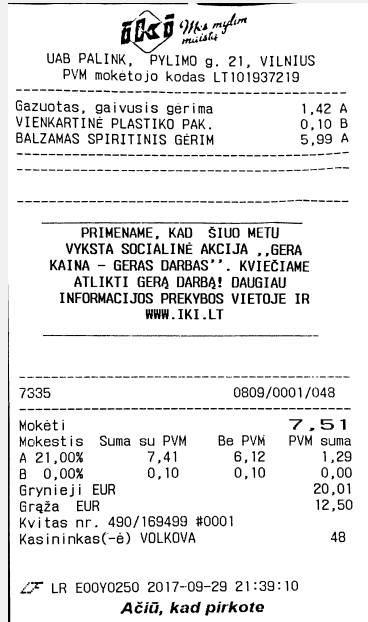 iki Mes mylim maistą
UAB PALINK, PYLIMO g. 21, VILNIUS
PVM mokėtojo kodas LT101937219
Gazuotas, gaivusis gėrima 1,42 A
VIENKARTINĖ PLASTIKO PAK. 0,10 B
BALZAMAS SPIRITINIS GĖRIM 5,99 A
PRIMENAME, KAD ŠIUO METU
VYKSTA SOCIALINĖ AKCIJA ,,GERA
KAINA - GERAS DARBAS''. KVIEČIAME
ATLIKTI GERĄ DARBĄ! DAUGIAU
INFORMACIJOS PREKYBOS VIETOJE IR
WWW.IKI.LT
7335 0809/0001/048
Mokėti 7,51
Mokestis Suma su PVM Be PVM PVM suma
A 21,00% 7,41 6,12 1,29
B 0,00% 0,10 0,10 0,00
Grynieji EUR 20,01
Grąža EUR 12,50
Kvitas nr. 490/169499 #0001
Kasininkas(-ė) VOLKOVA 48
LF LR E00Y0250 2017-09-29 21:39:10
Ačiū, kad pirkote